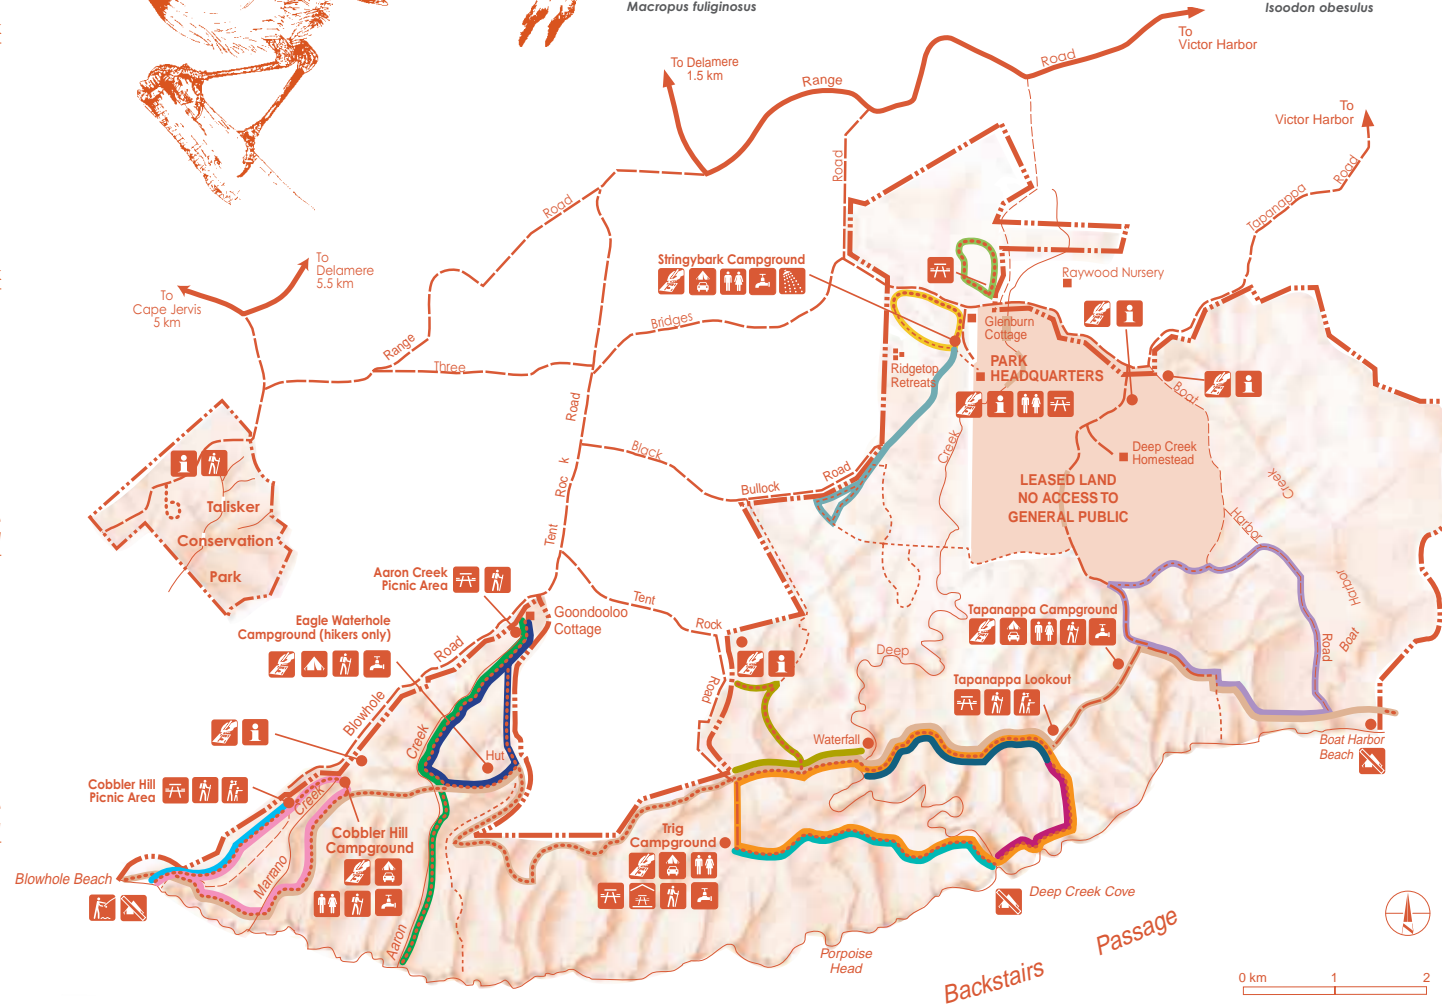 Macropus fuliginosus
Isoodon obesulus
To
Victor Harbor
Road
To Delamere
1.5 km
Range
To
Victor Harbor
Road
Road
Tapanappa
Road
To
Delamere
5.5 km
To
Cape Jervis
5 km
Stringybark Campground
Raywood Nursery
Bridges
Range
Three
Glenburn
Cottage
Ridgetop
Retreats
PARK
HEADQUARTERS
Boat
Road
Rock
Black
Creek
Deep Creek
Homestead
Road
Bullock
LEASED LAND
NO ACCESS TO
GENERAL PUBLIC
Creek
Harbor
Talisker
Conservation
Park
Tent
Aaron Creek
Picnic Area
Goondooloo
Cottage
Tent
Rock
Road
Harbor
Boat
Road
Eagle Waterhole
Campground (hikers only)
Road
Blowhole
Tapanappa Campground
Deep
Tapanappa Lookout
Creek
Hut
Waterfall
Boat Harbor
Beach
Cobbler Hill
Picnic Area
Creek
Mariano
Cobbler Hill
Campground
Trig
Campground
Blowhole Beach
Aaron
Deep Creek Cove
Porpoise
Head
Backstairs
Passage
0 km
1
2